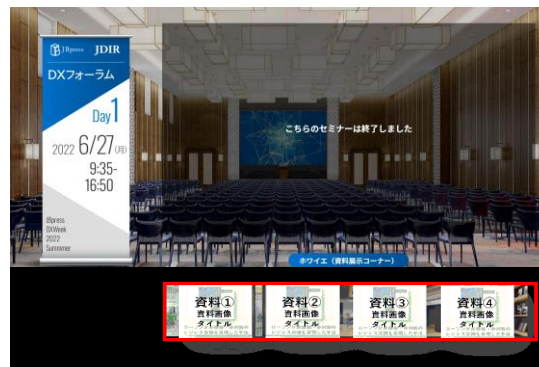 JBpress JDIR
DXフォーラム
Day1
2022 6/27(月)
9:35-
16:50
JBpress
DXWeek
2022
Summer
こちらのセミナーは終了しました
ホワイエ（資料展示コーナー）
資料①
資料画像
タイトル
資料②
資料画像
タイトル
資料③
資料画像
タイトル
資料④
資料画像
タイトル